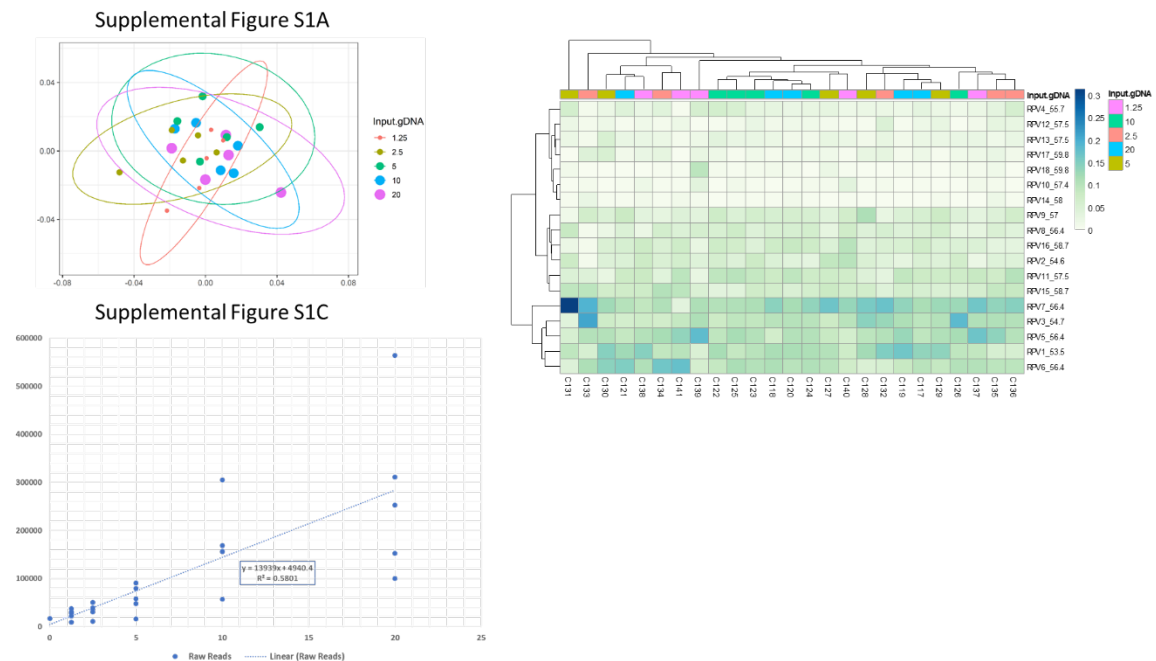 Supplemental Figure S1A
0.04
0.00
-0.04
-0.08
-0.04
0.00
0.04
0.08
Input.gDNA
1.25
2.5
5
10
20
Supplemental Figure S1C
600000
500000
400000
300000
200000
100000
0
0
5
10
15
20
25
y = 13939x + 4940.4
R² = 0.5801
Raw Reads
Linear (Raw Reads)
Input.gDNA
RPV4_55.7
RPV12_57.5
RPV13_57.5
RPV17_59.8
RPV18_59.8
RPV10_57.4
RPV14_58
RPV9_57
RPV8_56.4
RPV16_58.7
RPV2_54.6
RPV11_57.5
RPV15_58.7
RPV7_56.4
RPV3_54.7
RPV5_56.4
RPV1_53.5
RPV6_56.4
C131
C133
C130
C121
C138
C134
C141
C139
C122
C125
C123
C118
C120
C124
C127
C140
C128
C132
C119
C117
C129
C126
C137
C135
C136
0.3
0.25
0.2
0.15
0.1
0.05
0
Input.gDNA
1.25
10
2.5
20
5